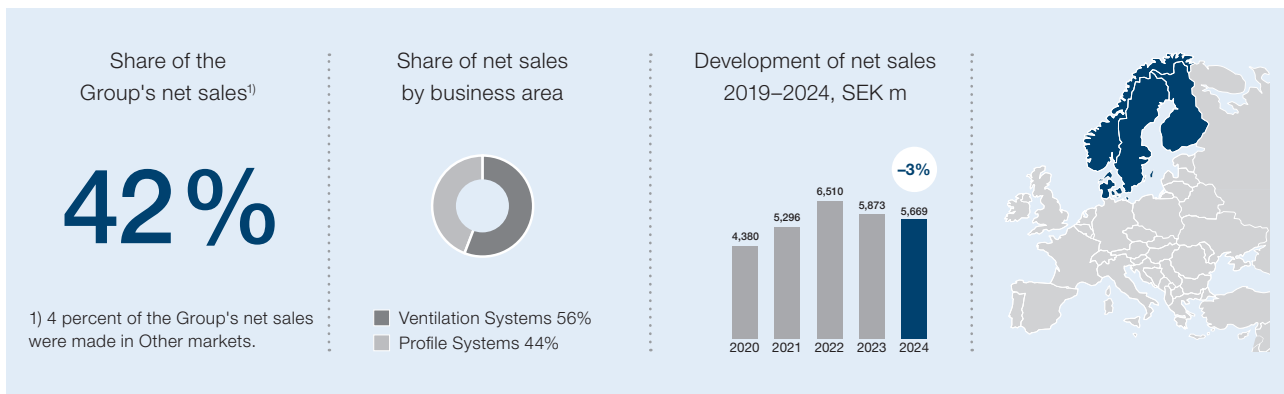 Share of the
Group's net sales1)
42%
1) 4 percent of the Group's net sales
were made in Other markets.
Share of net sales
by business area
Ventilation Systems 56%
Profile Systems 44%
Development of net sales
2019–2024, SEK m
–3%
4,380
5,296
6,510
5,873
5,669
2020
2021
2022
2023
2024